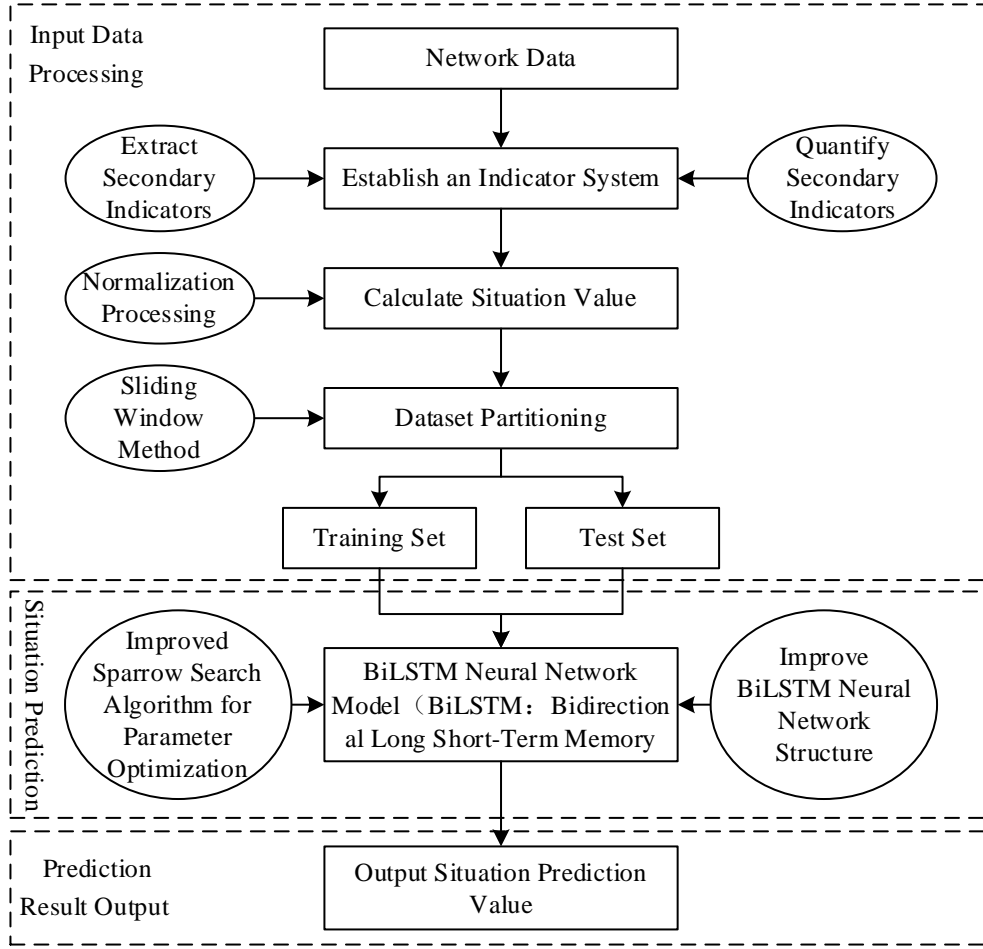 Input Data
Processing
Network Data
Extract
Secondary
Indicators
Establish an Indicator System
Quantify
Secondary
Indicators
Normalization
Processing
Calculate Situation Value
Sliding
Window
Method
Dataset Partitioning
Training Set
Test Set
Situation Prediction
Improved
Sparrow Search
Algorithm for
Parameter
Optimization
BiLSTM Neural Network
Model（BiLSTM：Bidirection
al Long Short-Term Memory
Improve
BiLSTM Neural
Network
Structure
Prediction
Result Output
Output Situation Prediction
Value